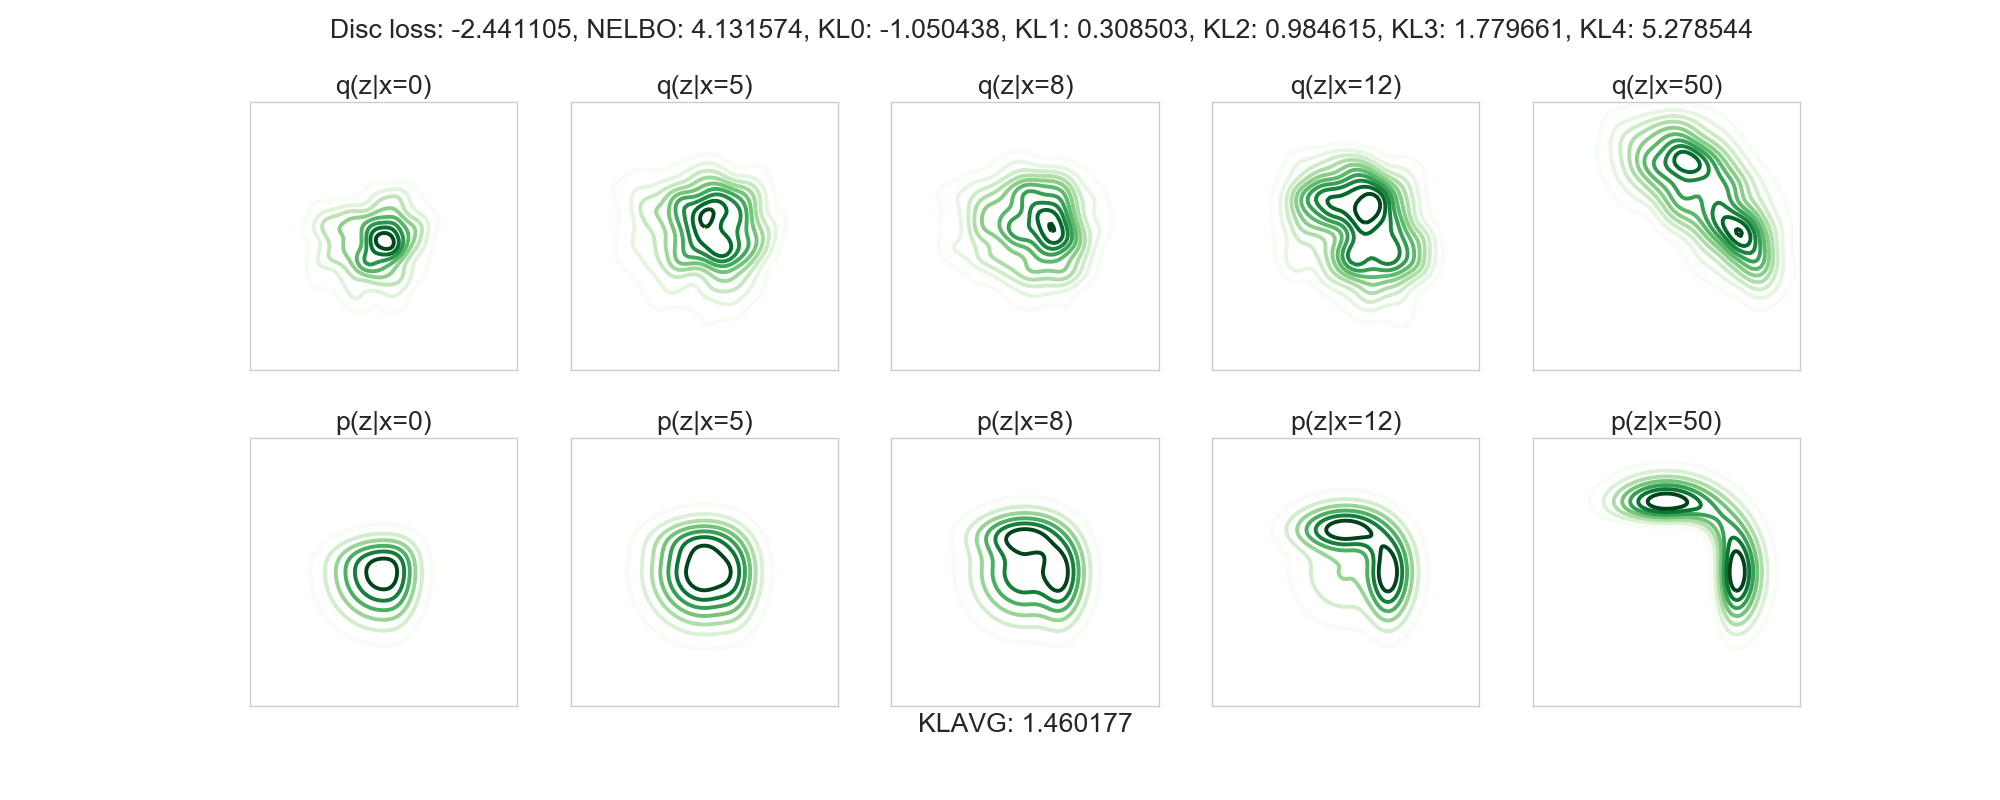 Disc loss: -2.441105, NELBO: 4.131574, KL0: -1.050438, KL1: 0.308503, KL2: 0.984615, KL3: 1.779661, KL4: 5.278544
q(z|x=0) q(z|x=5) q(z|x=8) q(z|x=12) q(z|x=50)
p(z|x=0) p(z|x=5) p(z|x=8) p(z|x=12) p(z|x=50)
KLAVG: 1.460177